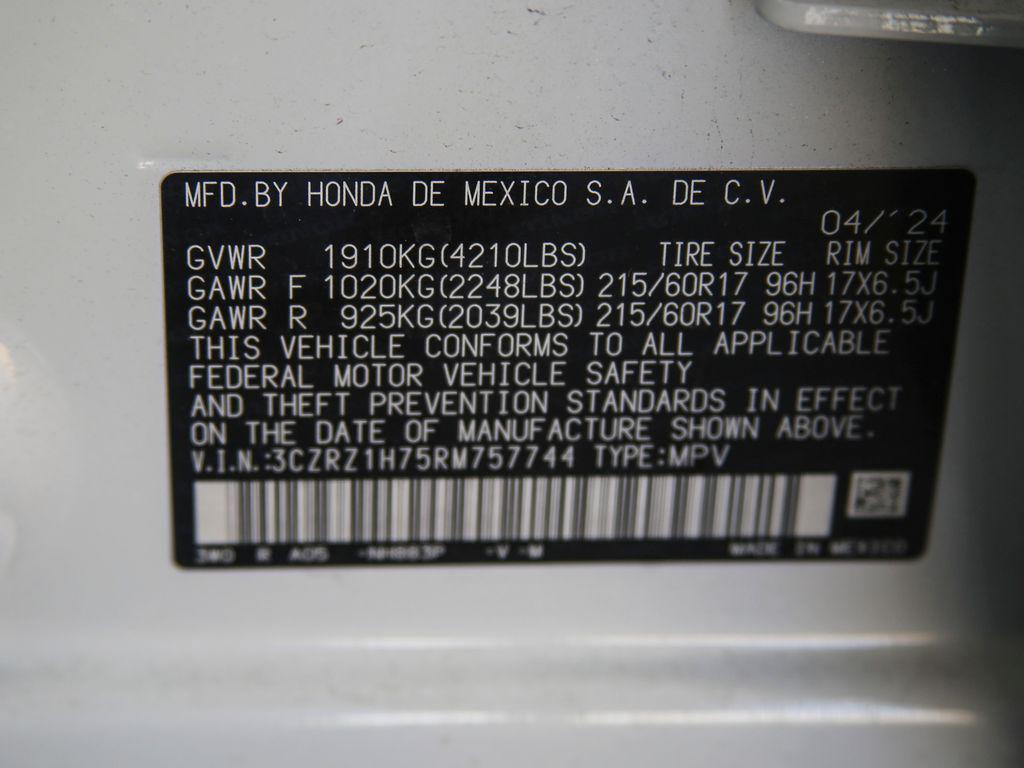 MFD.BY HONDA DE MEXICO S.A. DE C.V.
04/'24
GVWR 1910KG(4210LBS) TIRE SIZE RIM SIZE
GAWR F 1020KG(2248LBS) 215/60R17 96H 17X6.5J
GAWR R 925KG(2039LBS) 215/60R17 96H 17X6.5J
THIS VEHICLE CONFORMS TO ALL APPLICABLE
FEDERAL MOTOR VEHICLE SAFETY
AND THEFT PREVENTION STANDARDS IN EFFECT
ON THE DATE OF MANUFACTURE SHOWN ABOVE.
V.I.N.:3CZRZ1H75RM757744 TYPE:MPV
3W0 R A05 -NH883P -V -M MADE IN MEXICO